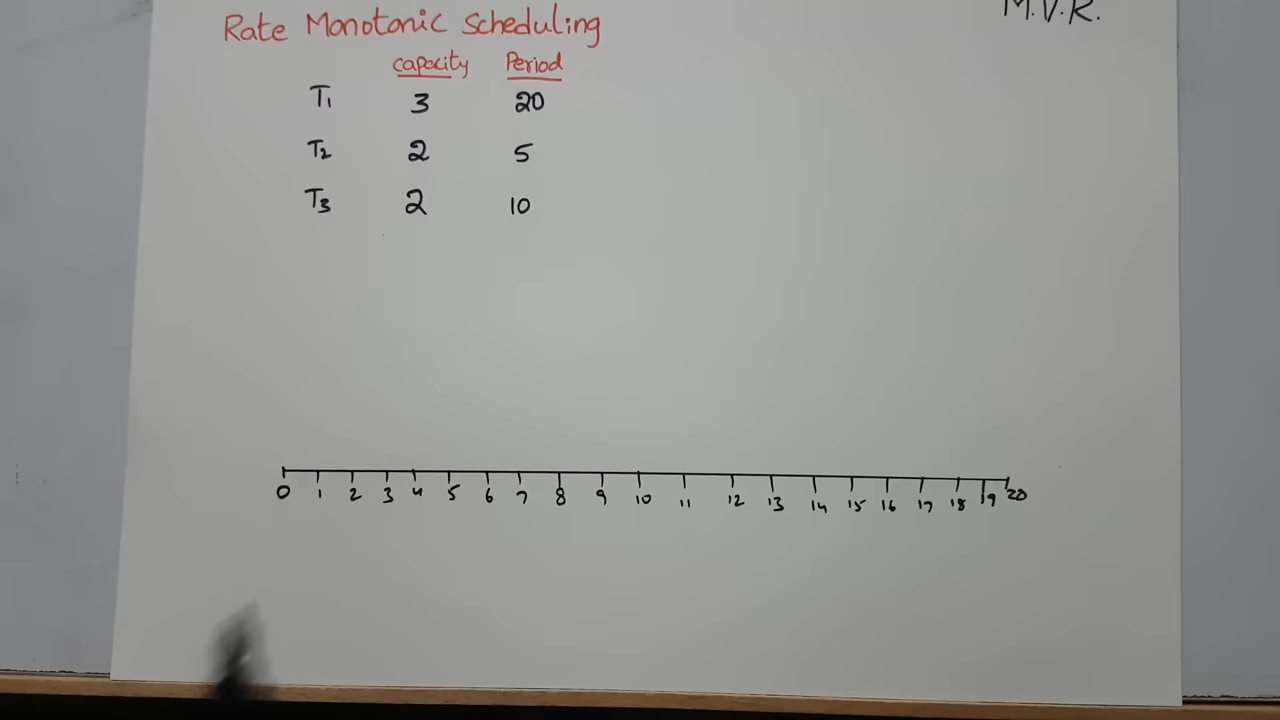 M.V.R.
Rate Monotonic Scheduling
capacity Period
T1 3 20
T2 2 5
T3 2 10
0 1 2 3 4 5 6 7 8 9 10 11 12 13 14 15 16 17 18 19 20